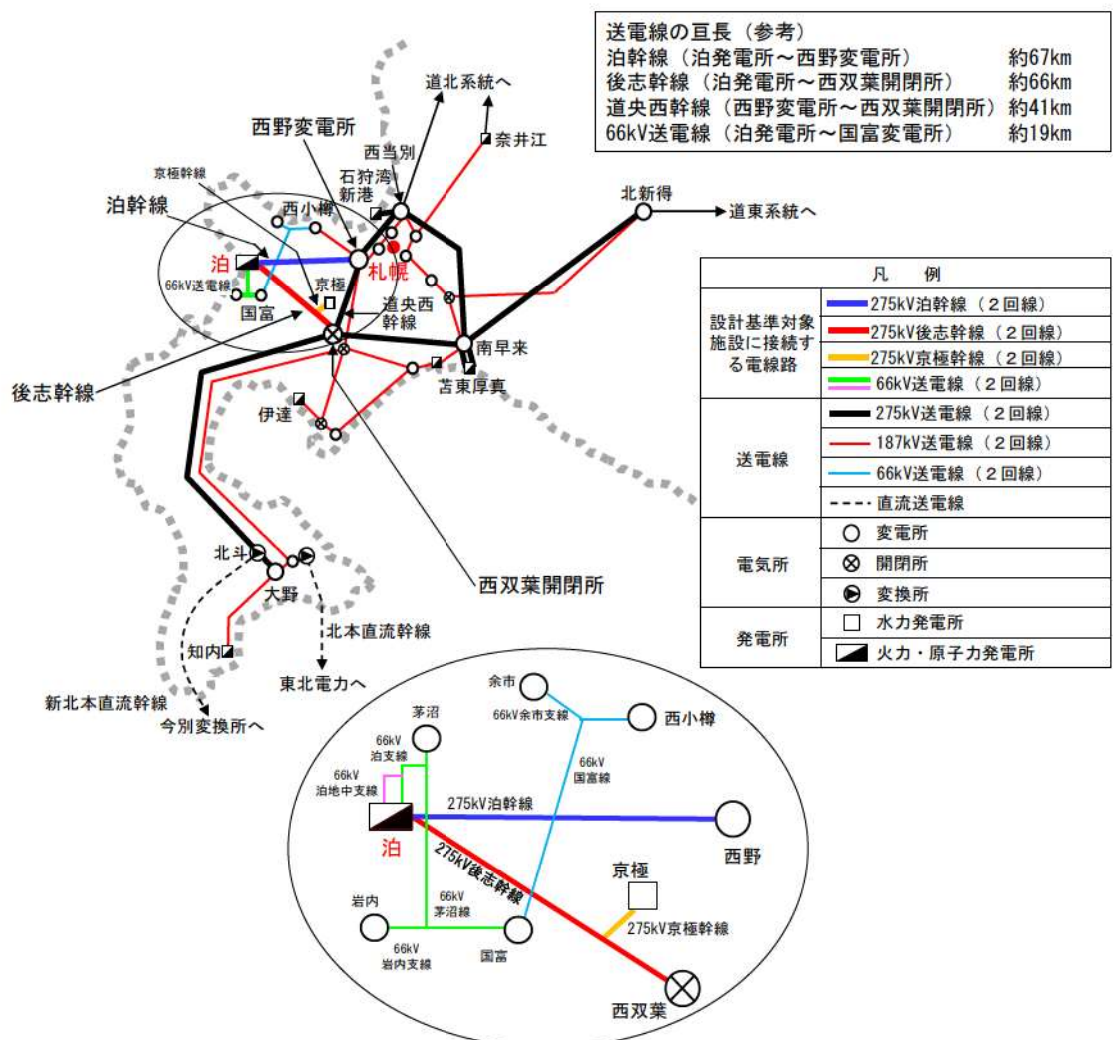 送電線の亘長（参考）
泊幹線（泊発電所～西野変電所） 約67km
後志幹線（泊発電所～西双葉開閉所） 約66km
道央西幹線（西野変電所～西双葉開閉所） 約41km
66kV送電線（泊発電所～国富変電所） 約19km
道北系統へ
西野変電所
奈井江
西当別
京極幹線
石狩湾
新港
北新得
泊幹線
西小樽
道東系統へ
泊
札幌
66kV送電線
京極
国富
道央西
幹線
南早来
後志幹線
苫東厚真
伊達
北斗
大野
西双葉開閉所
北本直流幹線
知内
新北本直流幹線
東北電力へ
今別変換所へ
凡 例
設計基準対象
施設に接続す
る電線路
275kV泊幹線（２回線）
275kV後志幹線（２回線）
275kV京極幹線（２回線）
66kV送電線（２回線）
送電線
275kV送電線（２回線）
187kV送電線（２回線）
66kV送電線（２回線）
直流送電線
電気所
変電所
開閉所
変換所
発電所
水力発電所
火力・原子力発電所
余市
66kV余市支線
西小樽
茅沼
66kV
泊支線
66kV
泊地中支線
66kV
国富線
275kV泊幹線
泊
西野
275kV後志幹線
京極
岩内
66kV
茅沼線
275kV京極幹線
66kV
岩内支線
国富
西双葉